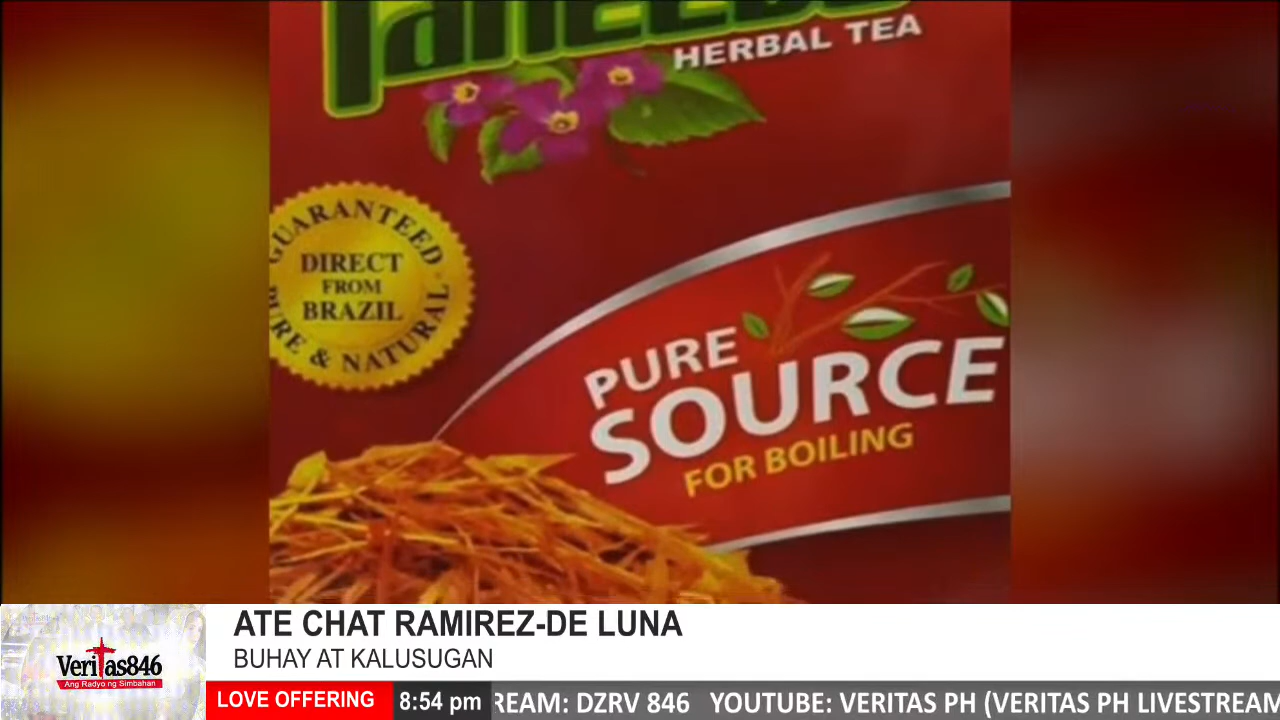 HERBAL TEA
GUARANTEED
DIRECT
FROM
BRAZIL
& NATURAL
PURE
SOURCE
FOR BOILING
ATE CHAT RAMIREZ-DE LUNA
BUHAY AT KALUSUGAN
Veritas846
Ang Radyo ng Simbahan
LOVE OFFERING
8:54 pm
REAM: DZRV 846 YOUTUBE: VERITAS PH (VERITAS PH LIVESTREAM